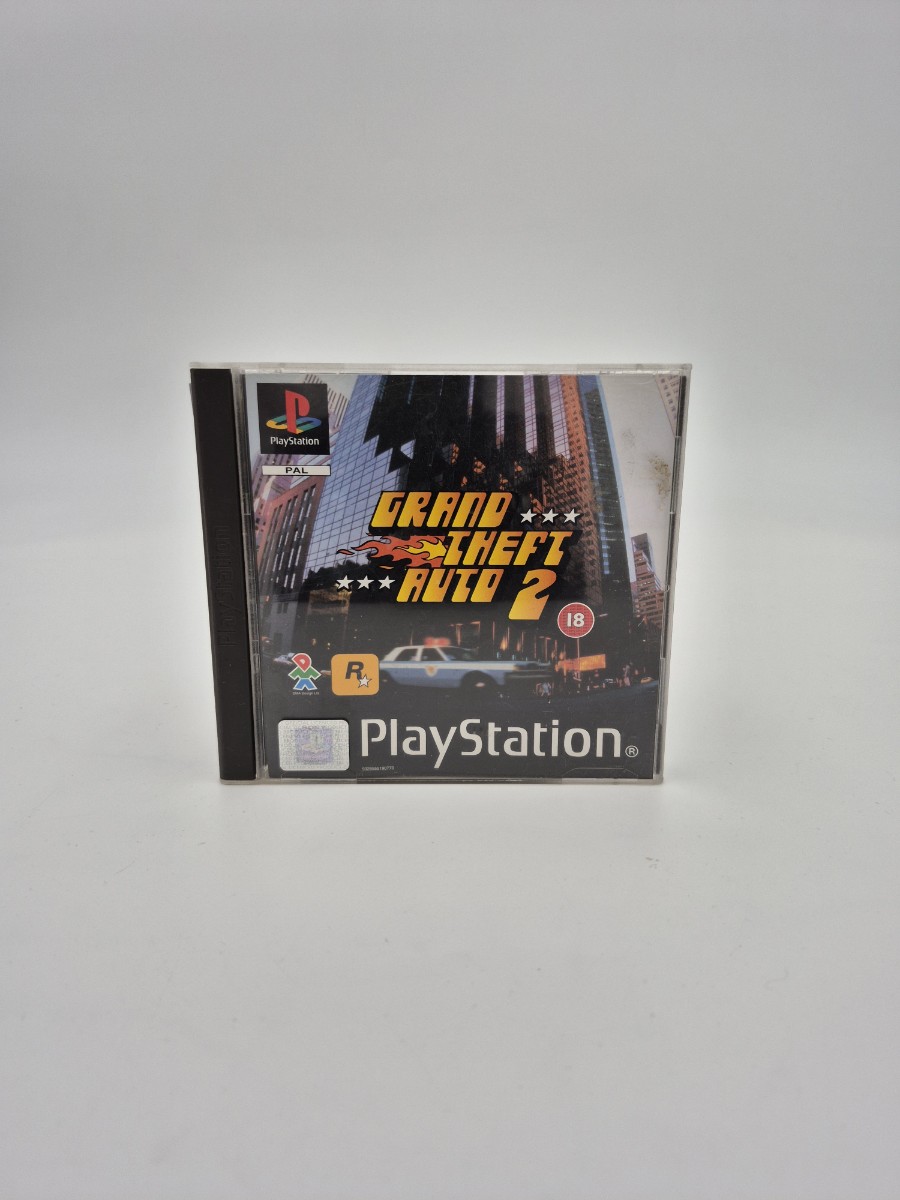 PlayStation
PAL
GRAND
THEFT
AUTO 2
18
R
PlayStation®